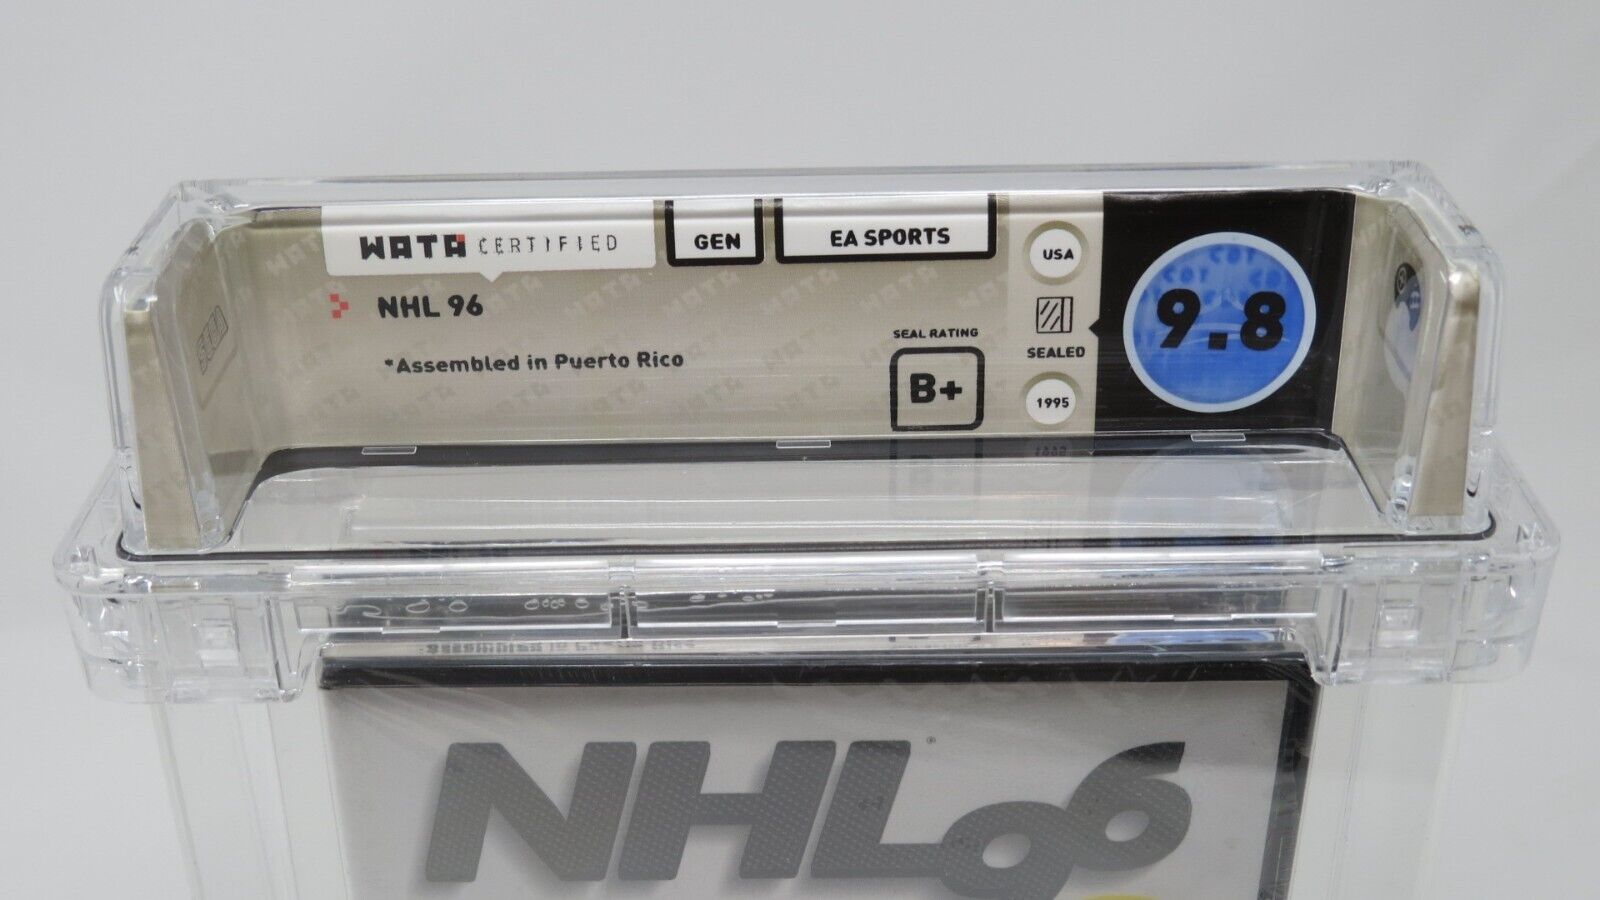 WATA CERTIFIED
GEN
EA SPORTS
USA
NHL 96
*Assembled in Puerto Rico
SEAL RATING
B+
SEALED
1995
9.8
SEGA
NHL96